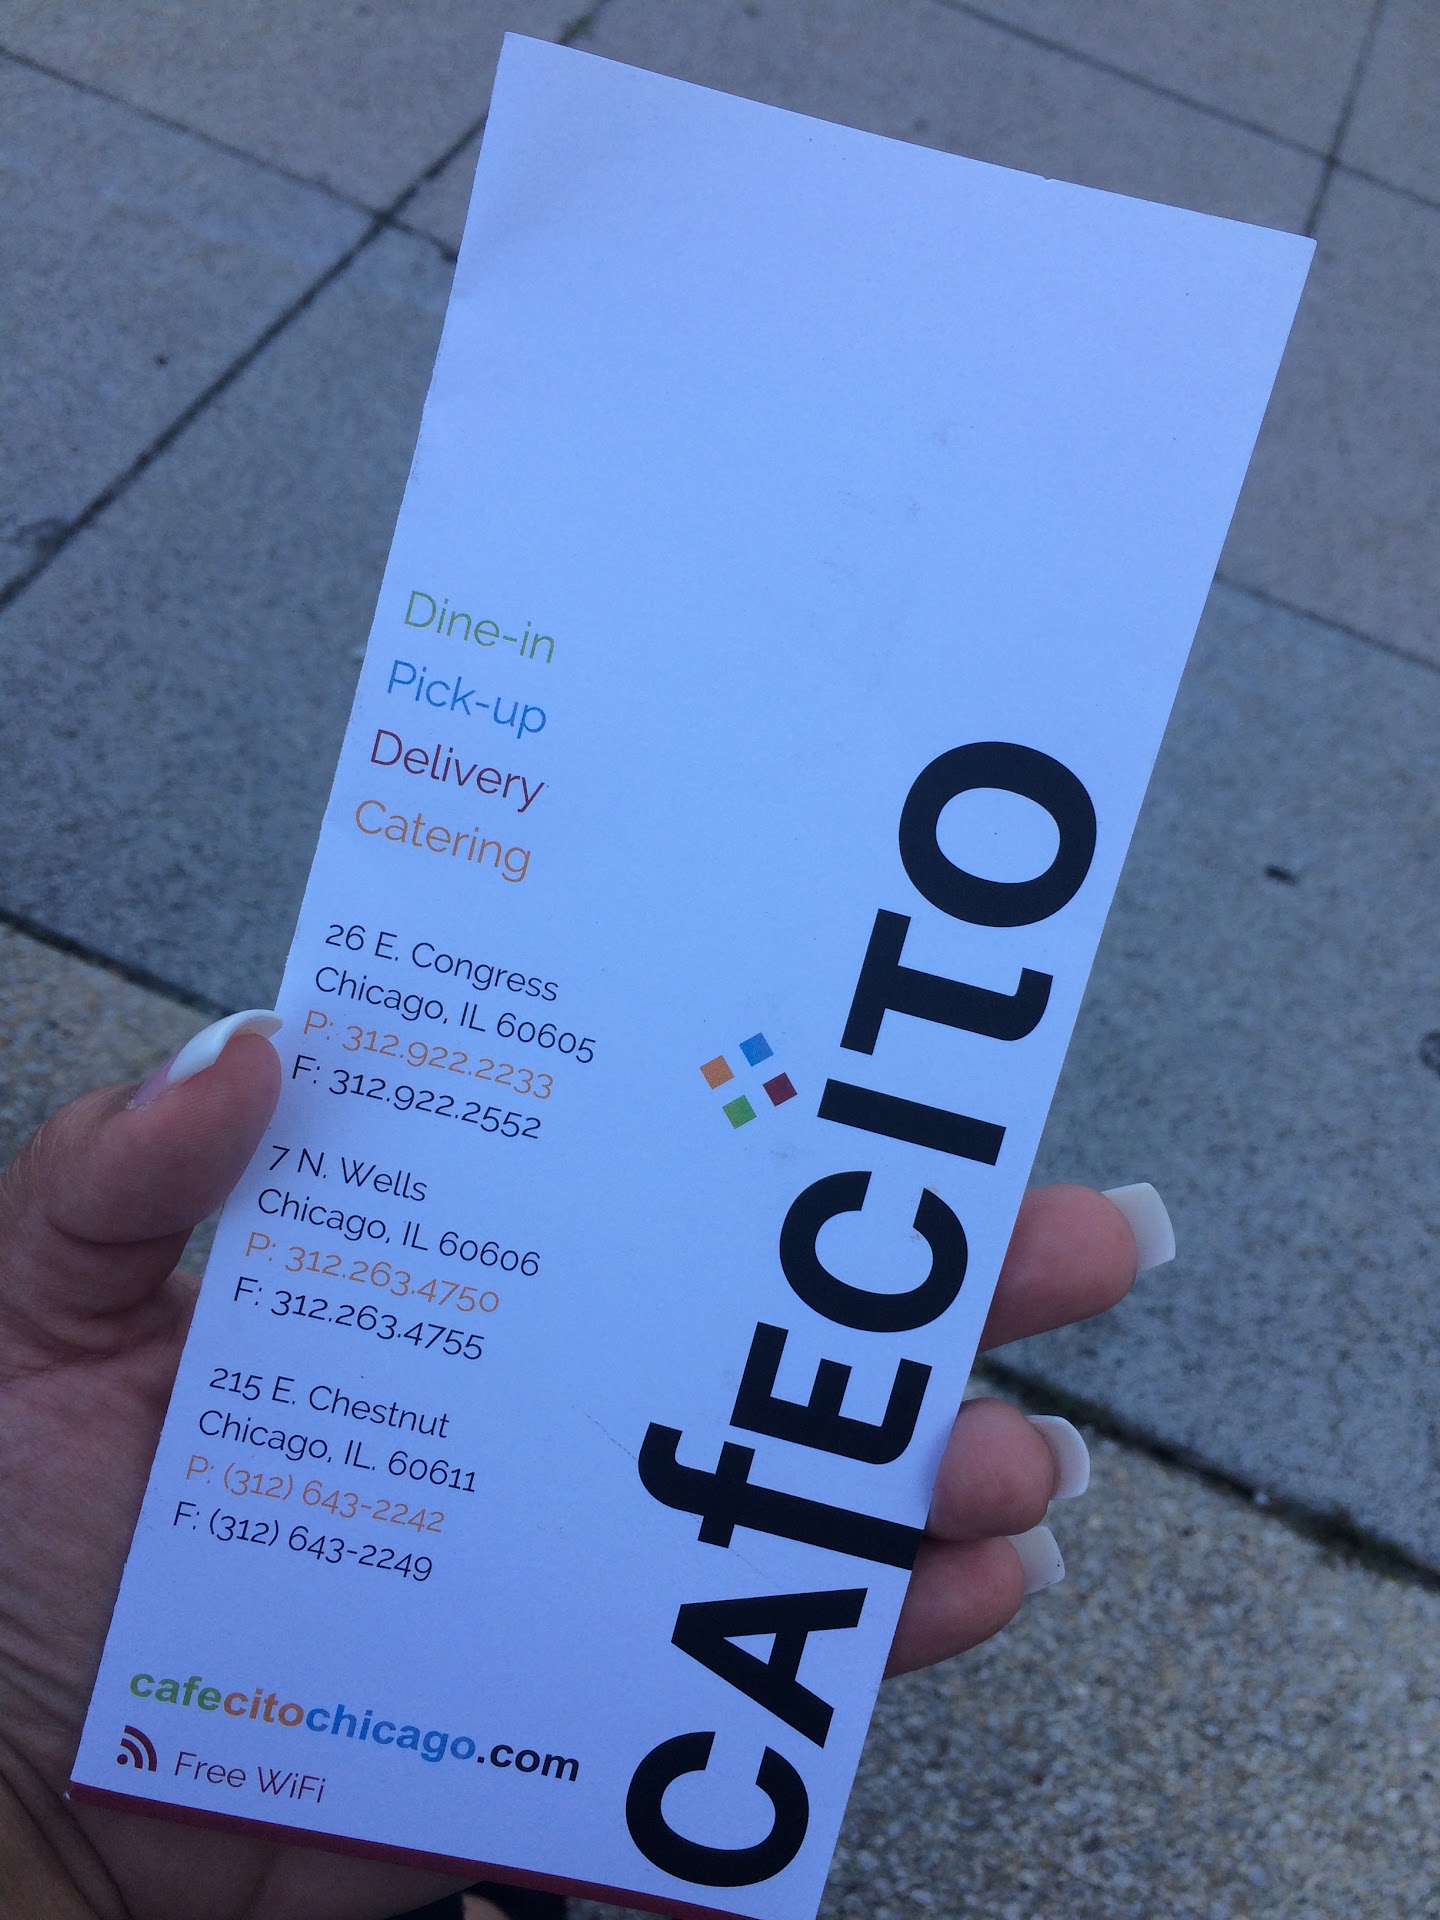 Dine-in
Pick-up
Delivery
Catering
26 E. Congress
Chicago, IL 60605
P: 312.922.2233
F: 312.922.2552
7 N. Wells
Chicago, IL 60606
P: 312.263.4750
F: 312.263.4755
215 E. Chestnut
Chicago, IL. 60611
P: (312) 643-2242
F: (312) 643-2249
cafecitochicago.com
Free WiFi
CAfECITO